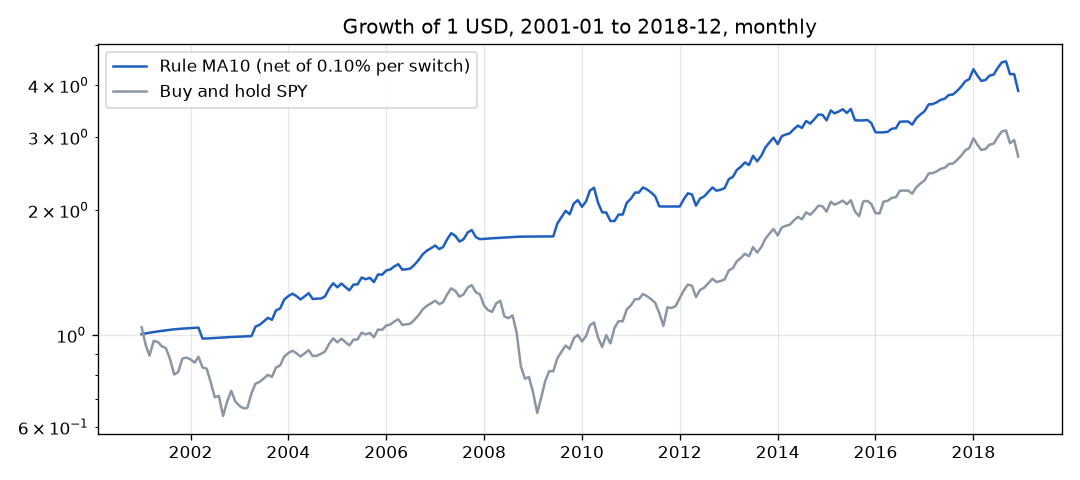 Growth of 1 USD, 2001-01 to 2018-12, monthly
Rule MA10 (net of 0.10% per switch)
Buy and hold SPY
4 × 10⁰
3 × 10⁰
2 × 10⁰
10⁰
6 × 10⁻¹
2002 2004 2006 2008 2010 2012 2014 2016 2018